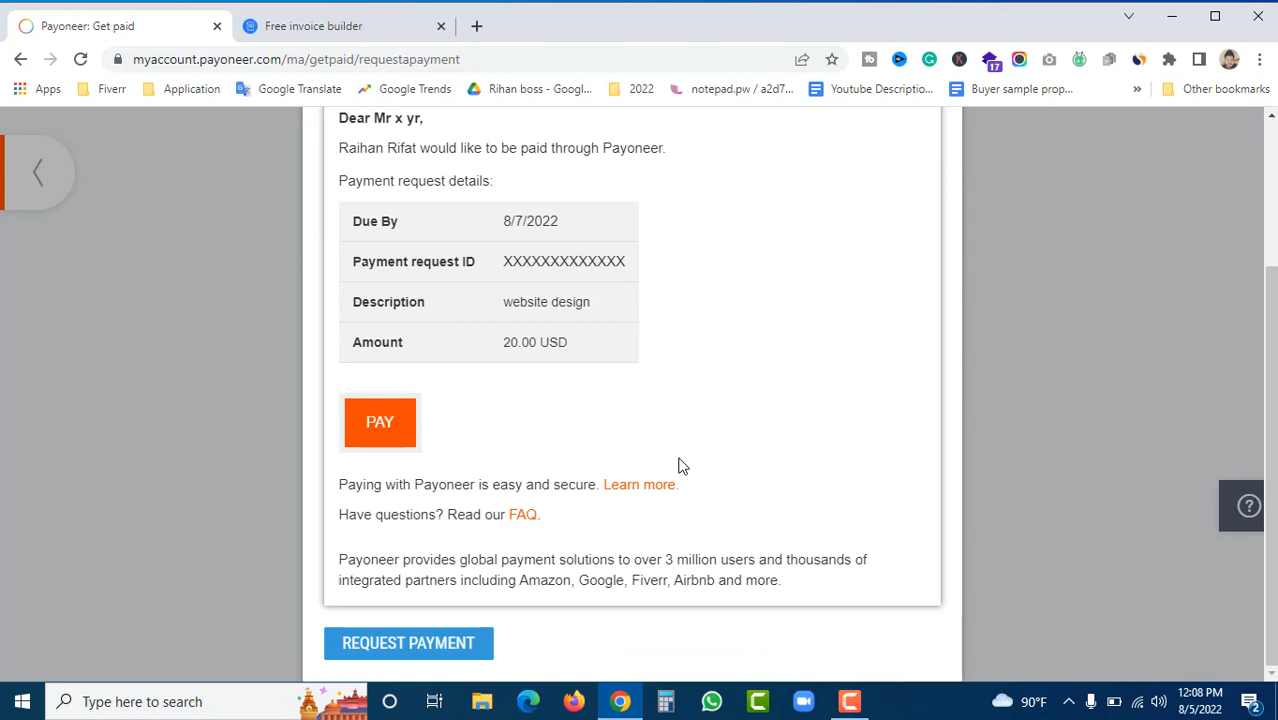 Payoneer: Get paid
Free invoice builder
myaccount.payoneer.com/ma/getpaid/requestapayment
17
Apps
Fiverr
Application
Google Translate
Google Trends
Rihan boss - Googl...
2022
notepad.pw / a2d7...
Youtube Descriptio...
Buyer sample prop...
»
Other bookmarks
Dear Mr x yr,
Raihan Rifat would like to be paid through Payoneer.
Payment request details:
Due By 8/7/2022
Payment request ID XXXXXXXXXXXXX
Description website design
Amount 20.00 USD
PAY
Paying with Payoneer is easy and secure. Learn more.
Have questions? Read our FAQ.
Payoneer provides global payment solutions to over 3 million users and thousands of
integrated partners including Amazon, Google, Fiverr, Airbnb and more.
REQUEST PAYMENT
Type here to search
90°F
12:08 PM
8/5/2022
2